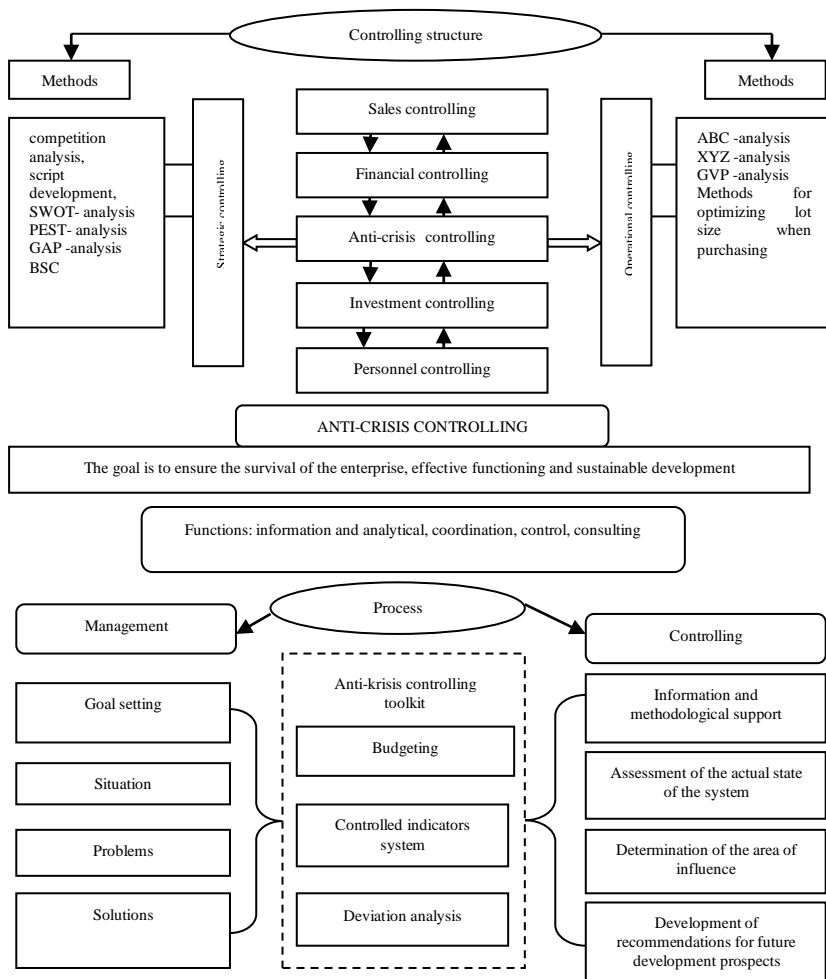 Controlling structure
Methods
Methods
competition
analysis,
script
development,
SWOT- analysis
PEST- analysis
GAP -analysis
BSC
Strategic controlling
Sales controlling
Financial controlling
Anti-crisis controlling
Investment controlling
Personnel controlling
Operational controlling
ABC -analysis
XYZ -analysis
GVP -analysis
Methods for
optimizing lot
size when
purchasing
ANTI-CRISIS CONTROLLING
The goal is to ensure the survival of the enterprise, effective functioning and sustainable development
Functions: information and analytical, coordination, control, consulting
Process
Management
Controlling
Goal setting
Situation
Problems
Solutions
Anti-krisis controlling
toolkit
Budgeting
Controlled indicators
system
Deviation analysis
Information and
methodological support
Assessment of the actual state
of the system
Determination of the area of
influence
Development of
recommendations for future
development prospects